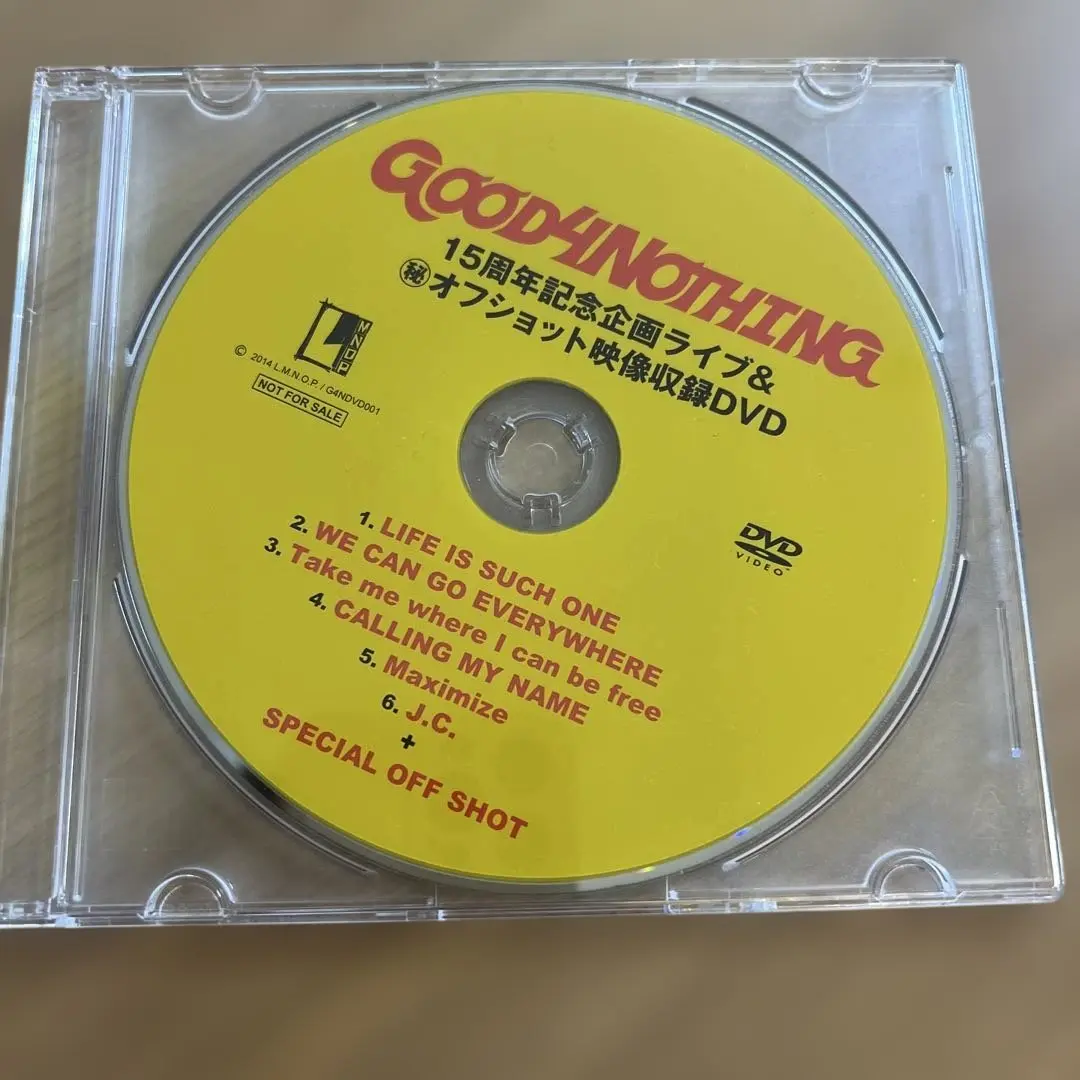 GOOD4NOTHING
15周年記念企画ライブ&
㊙オフショット映像収録DVD
LMNOP
© 2014 L.M.N.O.P. / G4NDVD001
NOT FOR SALE
DVD
VIDEO
1. LIFE IS SUCH ONE
2. WE CAN GO EVERYWHERE
3. Take me where I can be free
4. CALLING MY NAME
5. Maximize
6. J.C.
+
SPECIAL OFF SHOT